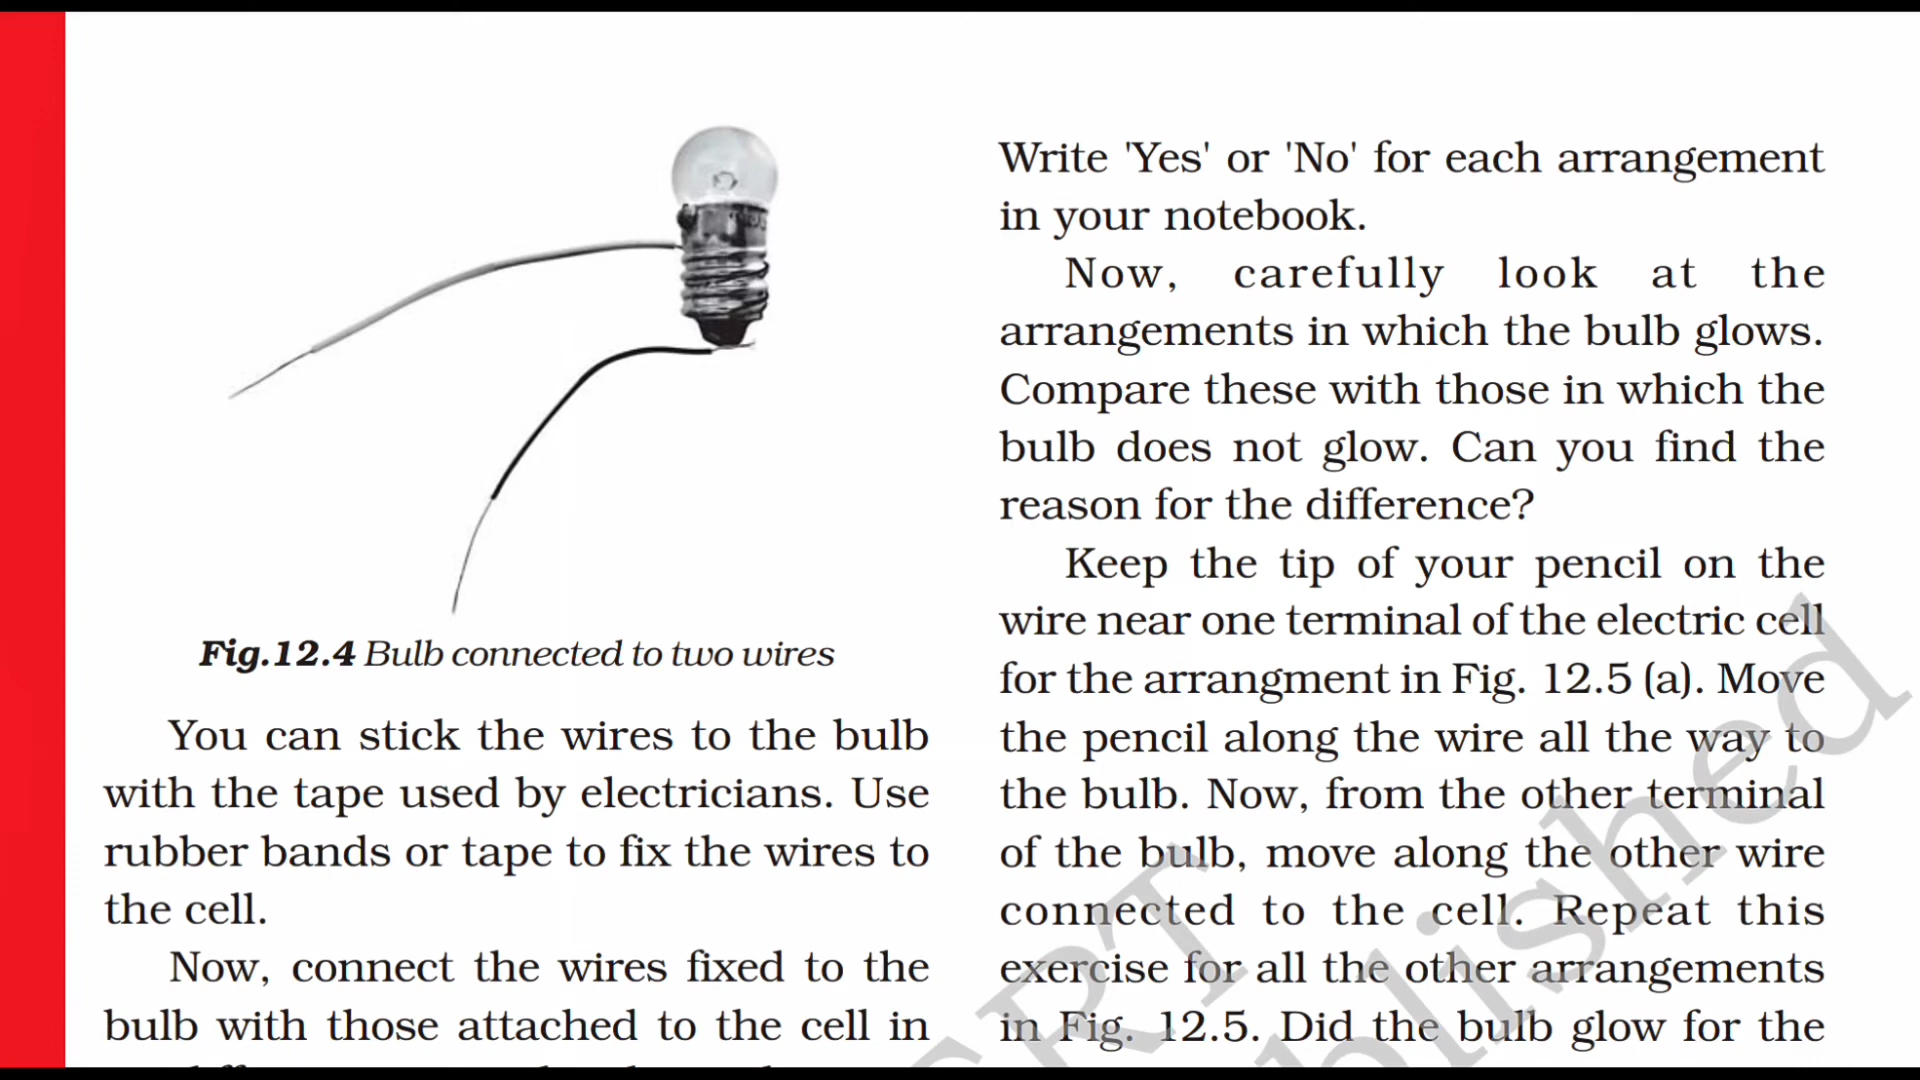 Fig.12.4 Bulb connected to two wires
You can stick the wires to the bulb
with the tape used by electricians. Use
rubber bands or tape to fix the wires to
the cell.
Now, connect the wires fixed to the
bulb with those attached to the cell in
Write 'Yes' or 'No' for each arrangement
in your notebook.
Now, carefully look at the
arrangements in which the bulb glows.
Compare these with those in which the
bulb does not glow. Can you find the
reason for the difference?
Keep the tip of your pencil on the
wire near one terminal of the electric cell
for the arrangment in Fig. 12.5 (a). Move
the pencil along the wire all the way to
the bulb. Now, from the other terminal
of the bulb, move along the other wire
connected to the cell. Repeat this
exercise for all the other arrangements
in Fig. 12.5. Did the bulb glow for the